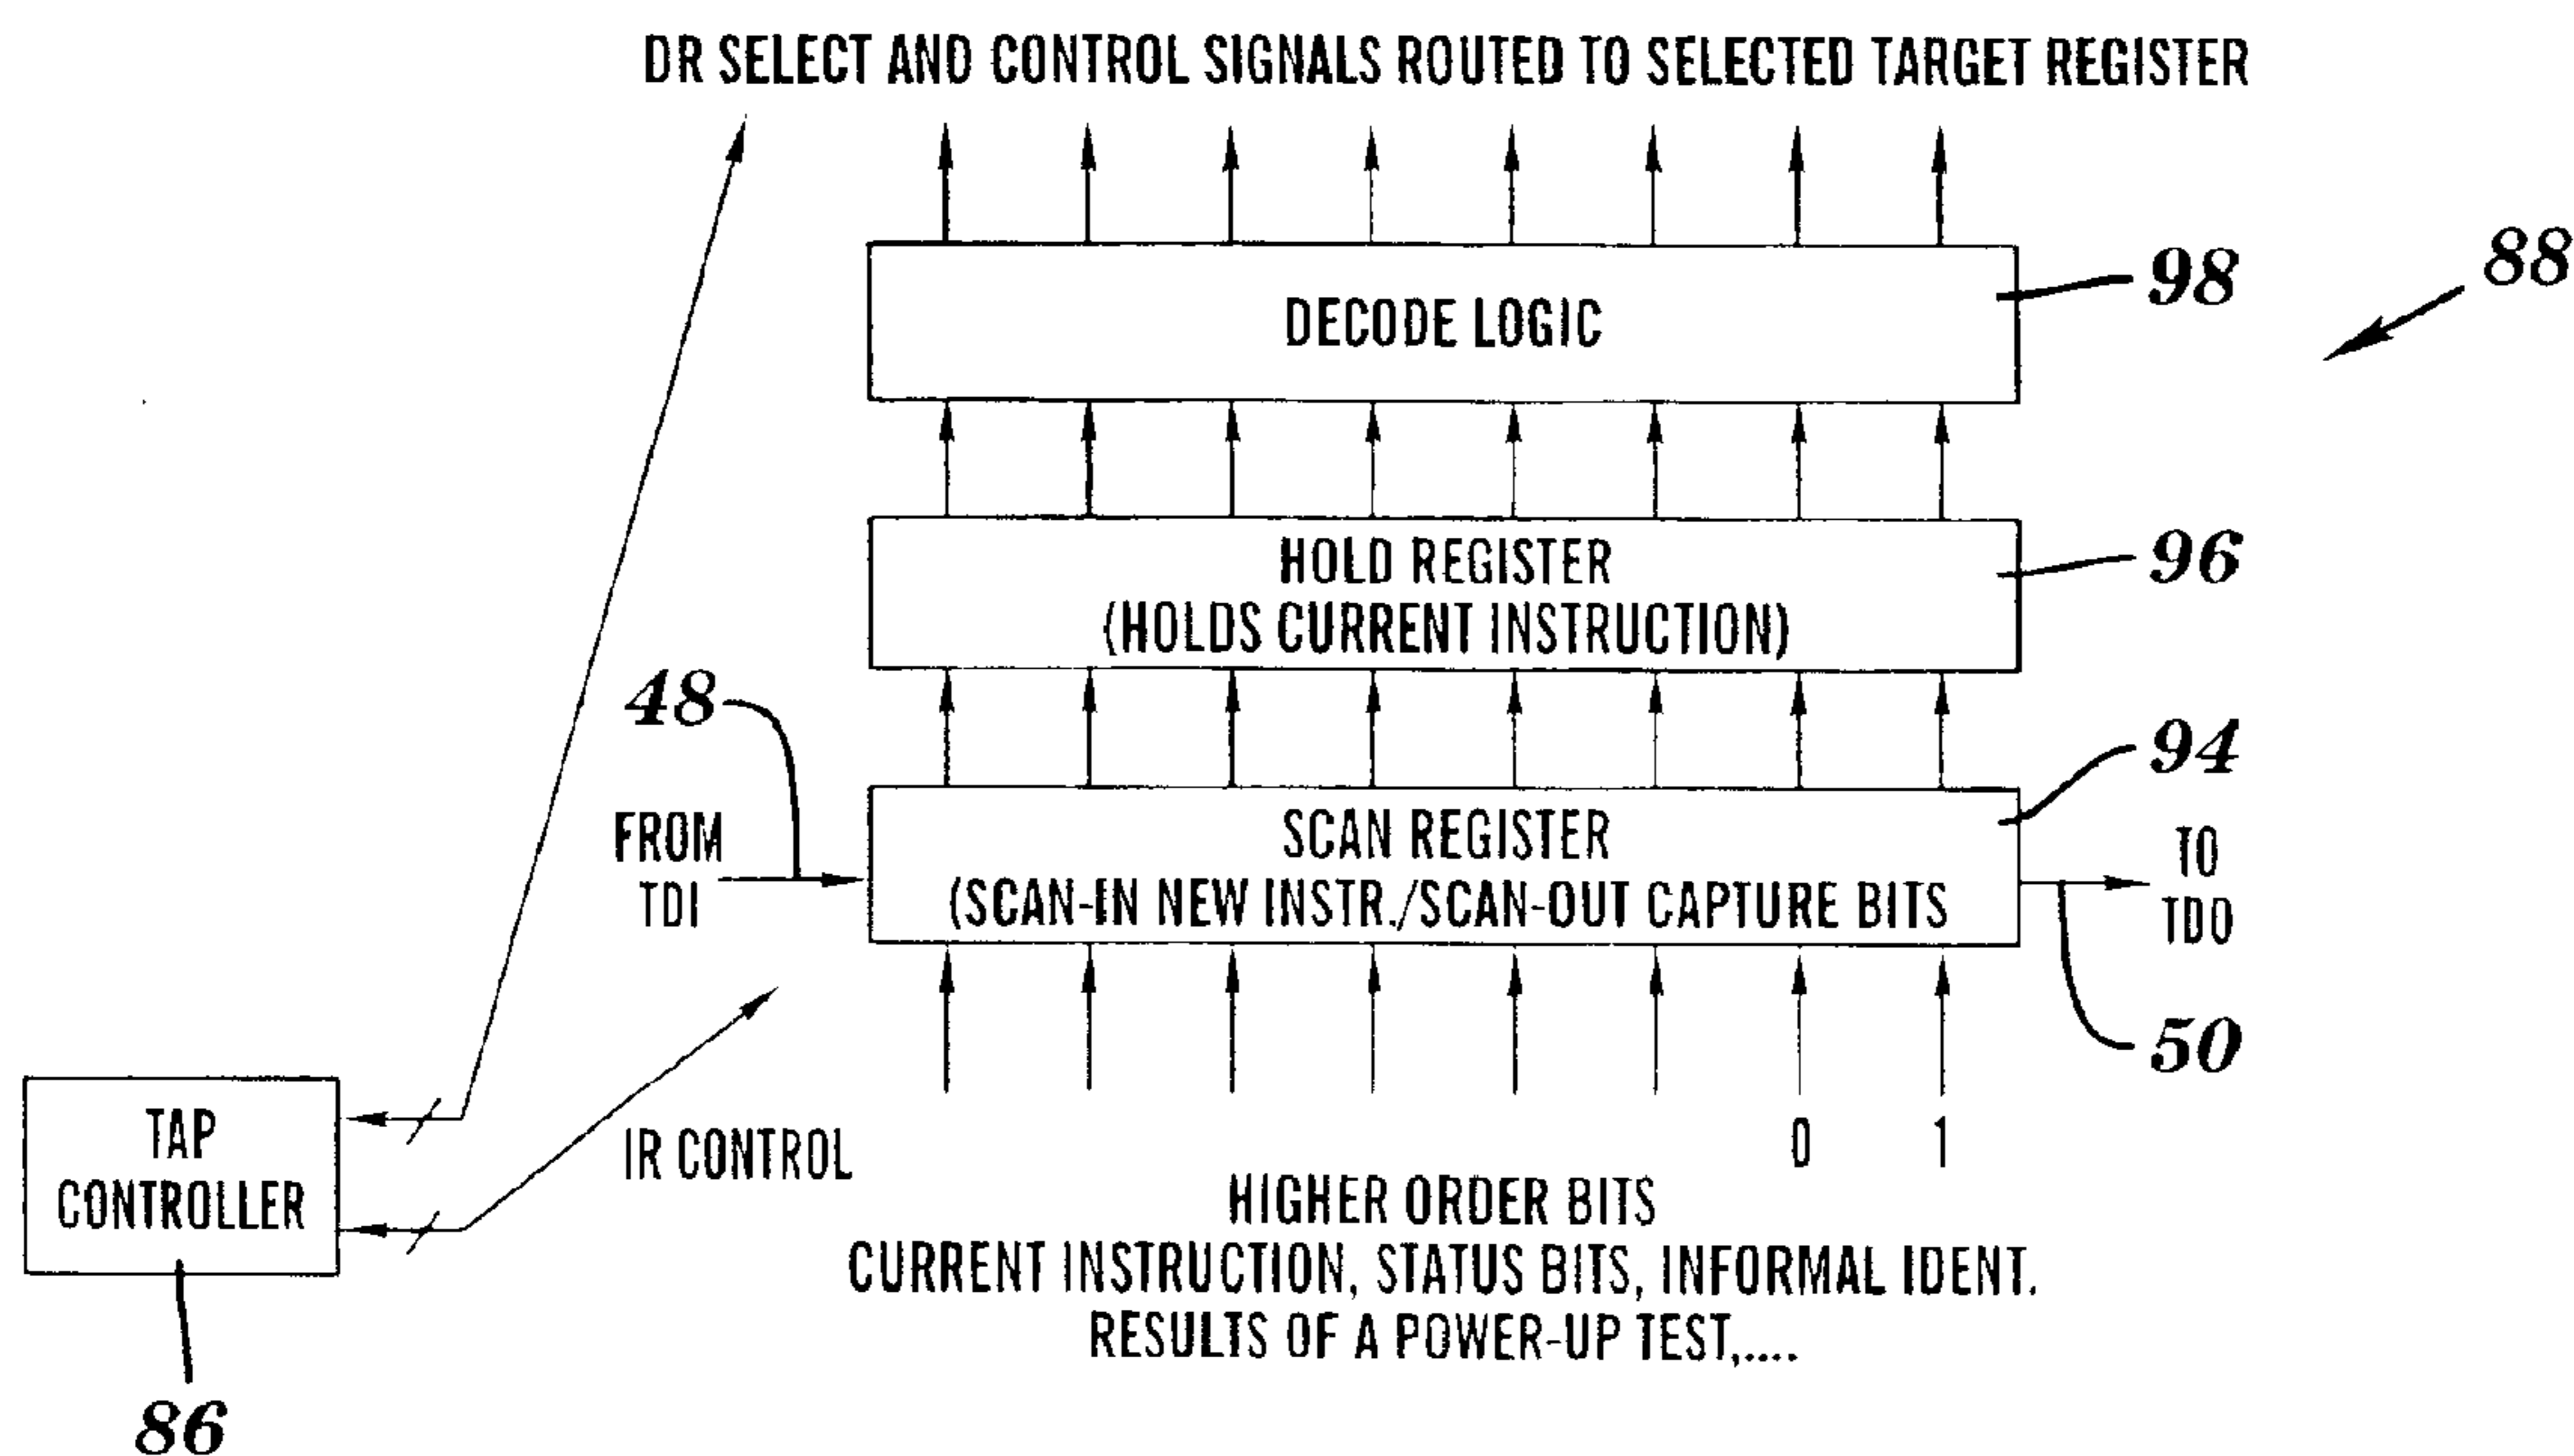 DR SELECT AND CONTROL SIGNALS ROUTED TO SELECTED TARGET REGISTER
88
98
DECODE LOGIC
96
HOLD REGISTER
(HOLDS CURRENT INSTRUCTION)
48
94
FROM
TDI
SCAN REGISTER
(SCAN-IN NEW INSTR./SCAN-OUT CAPTURE BITS
TO
TDO
50
TAP
CONTROLLER
86
IR CONTROL
0 1
HIGHER ORDER BITS
CURRENT INSTRUCTION, STATUS BITS, INFORMAL IDENT.
RESULTS OF A POWER-UP TEST,....